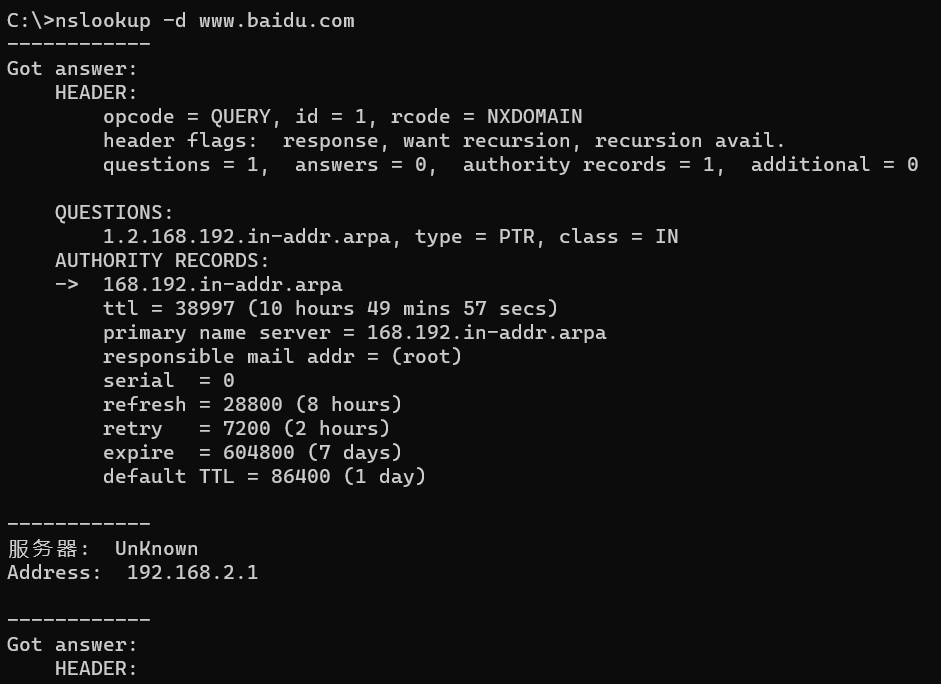 C:\>nslookup -d www.baidu.com
------------
Got answer:
    HEADER:
        opcode = QUERY, id = 1, rcode = NXDOMAIN
        header flags:  response, want recursion, recursion avail.
        questions = 1,  answers = 0,  authority records = 1,  additional = 0

    QUESTIONS:
        1.2.168.192.in-addr.arpa, type = PTR, class = IN
    AUTHORITY RECORDS:
    ->  168.192.in-addr.arpa
        ttl = 38997 (10 hours 49 mins 57 secs)
        primary name server = 168.192.in-addr.arpa
        responsible mail addr = (root)
        serial  = 0
        refresh = 28800 (8 hours)
        retry   = 7200 (2 hours)
        expire  = 604800 (7 days)
        default TTL = 86400 (1 day)

------------
服务器:  UnKnown
Address:  192.168.2.1

------------
Got answer:
    HEADER: